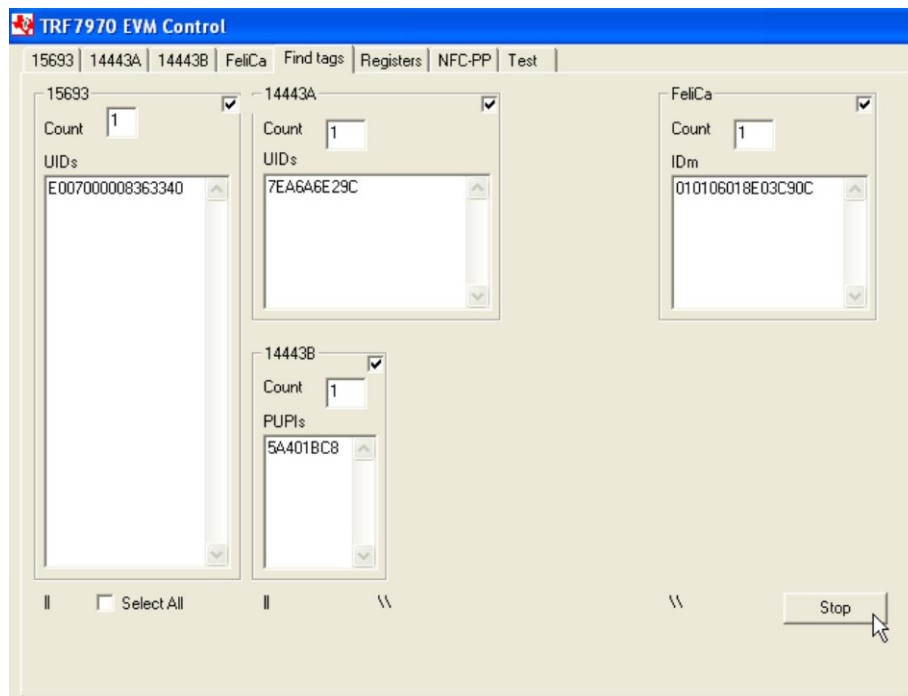 TRF7970 EVM Control
15693 14443A 14443B FeliCa Find tags Registers NFC-PP Test
15693
Count 1
UIDs
E007000008363340
14443A
Count 1
UIDs
7EA6A6E29C
FeliCa
Count 1
IDm
010106018E03C90C
14443B
Count 1
PUPIs
5A401BC8
|| Select All || \\ \\ Stop